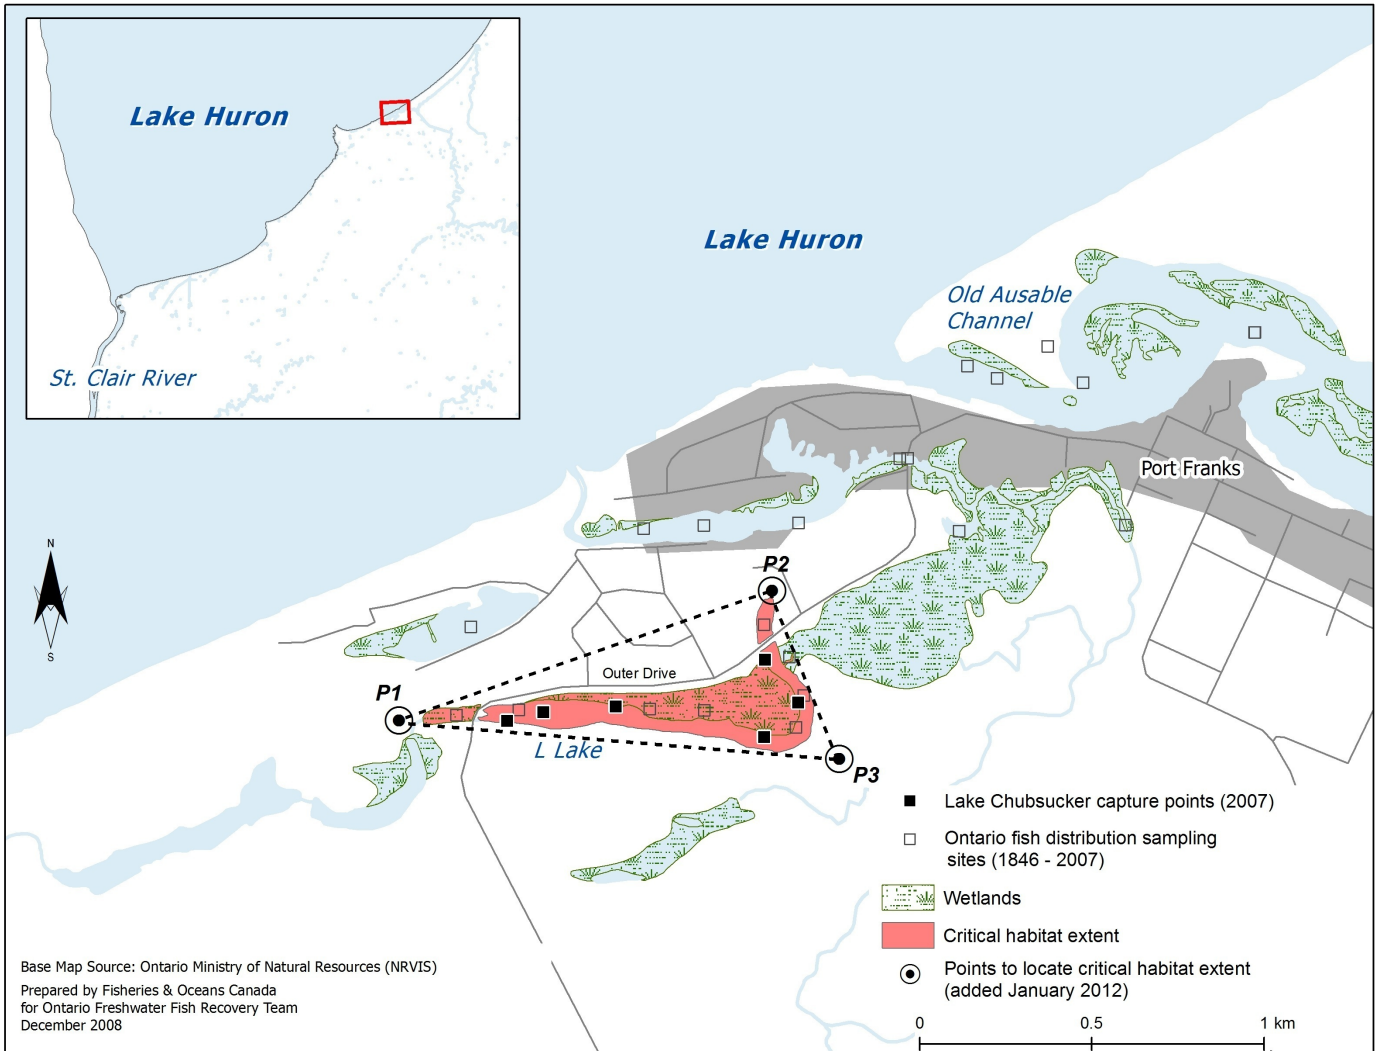 Lake Huron
St. Clair River
Lake Huron
Old Ausable
Channel
Port Franks
N
S
P2
Outer Drive
P1
L Lake
P3
Lake Chubsucker capture points (2007)
Ontario fish distribution sampling
sites (1846 - 2007)
Wetlands
Critical habitat extent
Points to locate critical habitat extent
(added January 2012)
0 0.5 1 km
Base Map Source: Ontario Ministry of Natural Resources (NRVIS)
Prepared by Fisheries & Oceans Canada
for Ontario Freshwater Fish Recovery Team
December 2008